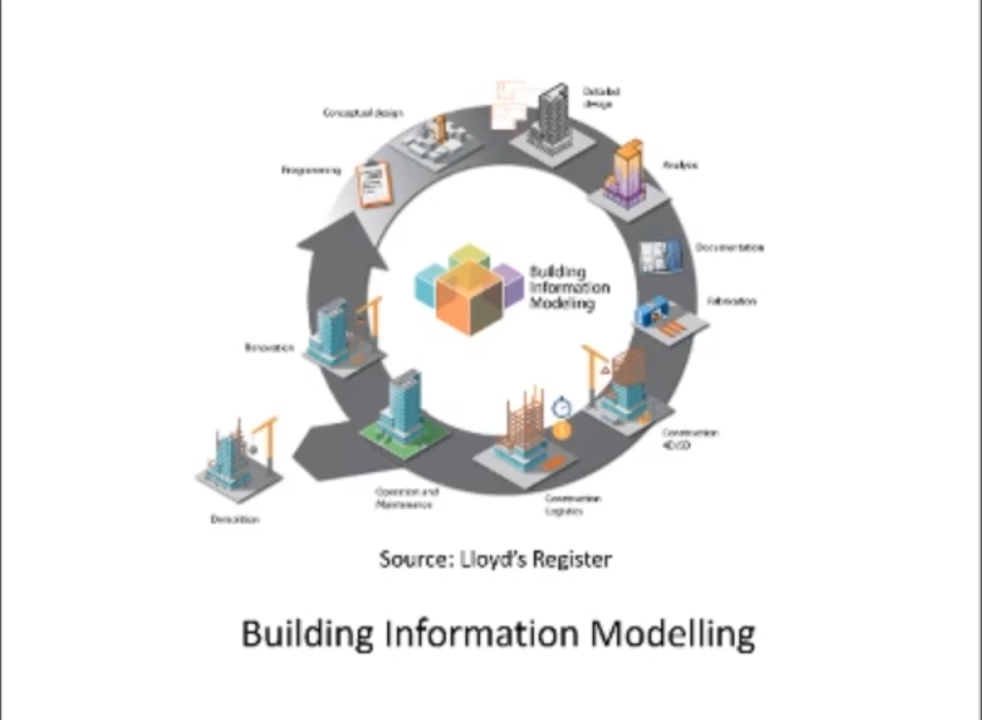 Detailed
design
Conceptual design
Analysis
Programming
Documentation
Building
Information
Modeling
Fabrication
Renovation
Construction
4D/5D
Operation and
Maintenance
Construction
Logistics
Demolition
Source: Lloyd's Register
Building Information Modelling